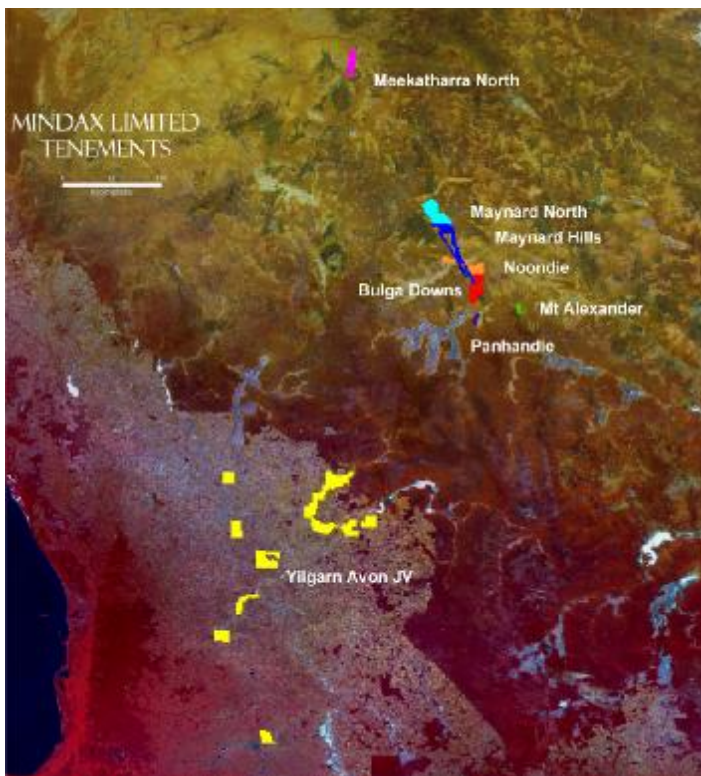 Meekatharra North
MINDAX LIMITED
TENEMENTS
Maynard North
Maynard Hills
Noondie
Bulga Downs
Mt Alexander
Panhandle
Yilgarn Avon JV